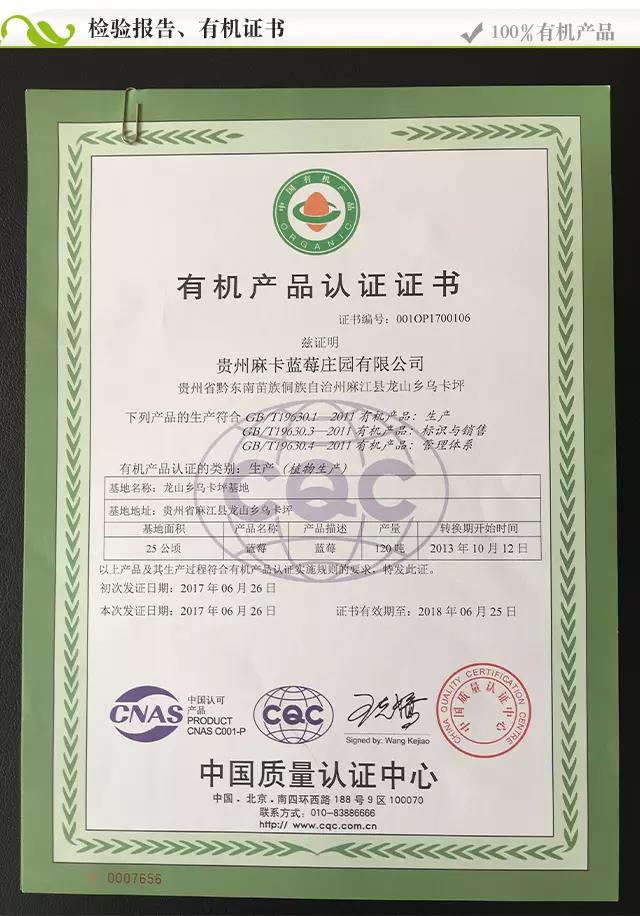 检验报告、有机证书
100%有机产品
中国有机产品
ORGANIC
有机产品认证证书
证书编号：001OP1700106
兹证明
贵州麻卡蓝莓庄园有限公司
贵州省黔东南苗族侗族自治州麻江县龙山乡乌卡坪
下列产品的生产符合 GB/T19630.1—2011 有机产品：生产
GB/T19630.3—2011 有机产品：标识与销售
GB/T19630.4—2011 有机产品：管理体系
有机产品认证的类别：生产（植物生产）
CQC
基地名称：龙山乡乌卡坪基地
基地地址：贵州省麻江县龙山乡乌卡坪
基地面积 产品名称 产品描述 产量 转换期开始时间
25 公顷 蓝莓 蓝莓 120 吨 2013 年 10 月 12 日
以上产品及其生产过程符合有机产品认证实施规则的要求，特发此证。
初次发证日期：2017 年 06 月 26 日
本次发证日期：2017 年 06 月 26 日 证书有效期至：2018 年 06 月 25 日
CNAS
中国认可
产品
PRODUCT
CNAS C001-P
CQC
Signed by: Wang Kejiao
CHINA QUALITY CERTIFICATION CENTRE
中国质量认证中心
中国质量认证中心
中国．北京．南四环西路 188 号 9 区 100070
联系方式：010-83886666
http:// www.cqc.com.cn
0007656